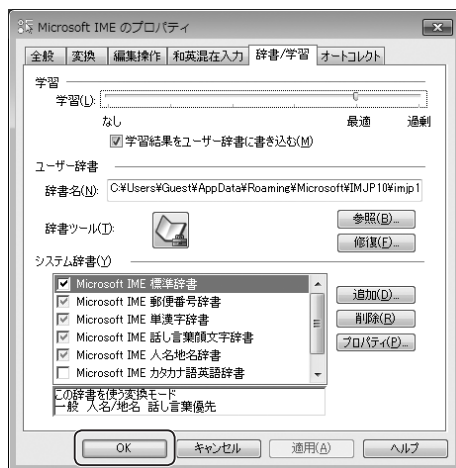 Microsoft IME のプロパティ
全般 変換 編集操作 和英混在入力 辞書/学習 オートコレクト
学習
学習(L):
なし 最適 過剰
学習結果をユーザー辞書に書き込む(M)
ユーザー辞書
辞書名(N): C:¥Users¥Guest¥AppData¥Roaming¥Microsoft¥IMJP10¥imjp1
参照(B)...
辞書ツール(T):
修復(F)...
システム辞書(Y)
Microsoft IME 標準辞書
Microsoft IME 郵便番号辞書
Microsoft IME 単漢字辞書
Microsoft IME 話し言葉顔文字辞書
Microsoft IME 人名地名辞書
Microsoft IME カタカナ語英語辞書
追加(D)...
削除(R)
プロパティ(P)...
この辞書を使う変換モード
一般 人名/地名 話し言葉優先
OK キャンセル 適用(A) ヘルプ